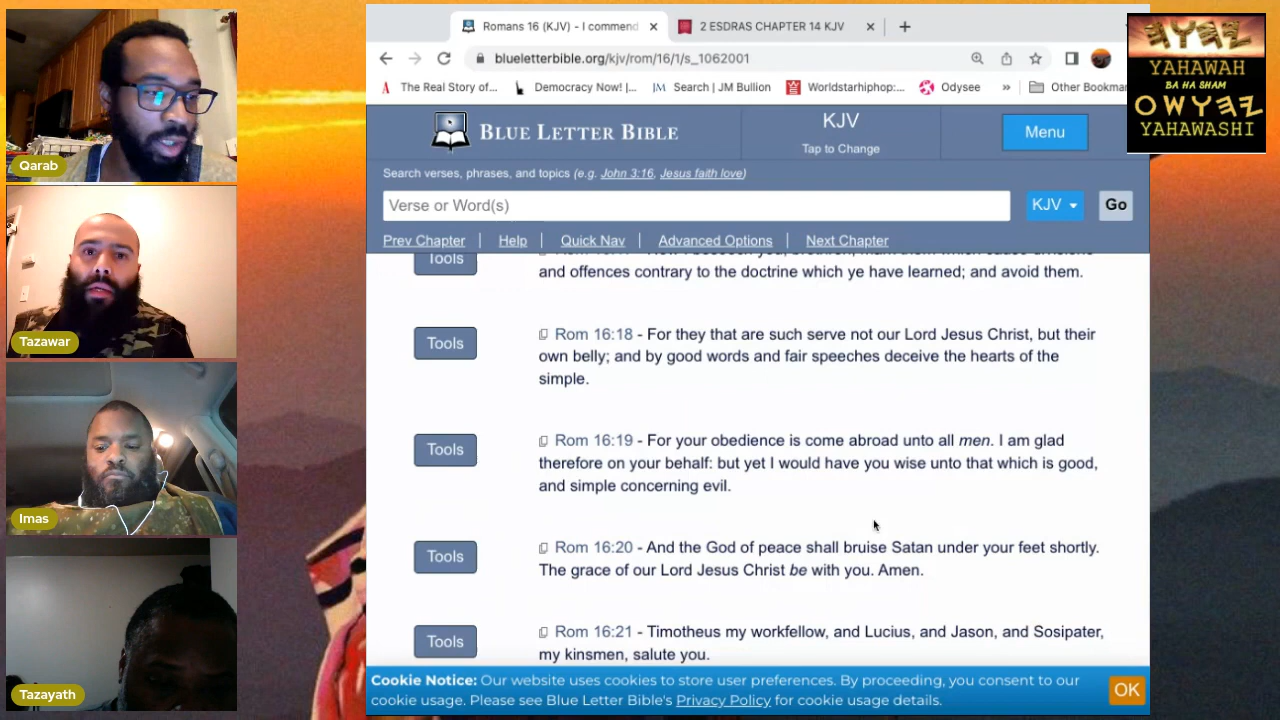 Qarab
Tazawar
Imas
Tazayath
Romans 16 (KJV) - I commend
2 ESDRAS CHAPTER 14 KJV
blueletterbible.org/kjv/rom/16/1/s_1062001
The Real Story of...
Democracy Now! |...
Search | JM Bullion
Worldstarhiphop:...
Odysee
»
Other Bookmar
BLUE LETTER BIBLE
KJV
Tap to Change
Menu
Search verses, phrases, and topics (e.g. John 3:16, Jesus faith love)
Verse or Word(s)
KJV
Go
Prev Chapter | Help | Quick Nav | Advanced Options | Next Chapter
Tools
and offences contrary to the doctrine which ye have learned; and avoid them.
Tools
Rom 16:18 - For they that are such serve not our Lord Jesus Christ, but their
own belly; and by good words and fair speeches deceive the hearts of the
simple.
Tools
Rom 16:19 - For your obedience is come abroad unto all men. I am glad
therefore on your behalf: but yet I would have you wise unto that which is good,
and simple concerning evil.
Tools
Rom 16:20 - And the God of peace shall bruise Satan under your feet shortly.
The grace of our Lord Jesus Christ be with you. Amen.
Tools
Rom 16:21 - Timotheus my workfellow, and Lucius, and Jason, and Sosipater,
my kinsmen, salute you.
Cookie Notice: Our website uses cookies to store user preferences. By proceeding, you consent to our
cookie usage. Please see Blue Letter Bible's Privacy Policy for cookie usage details.
OK
YAHAWAH
BA HA SHAM
YAHAWASHI